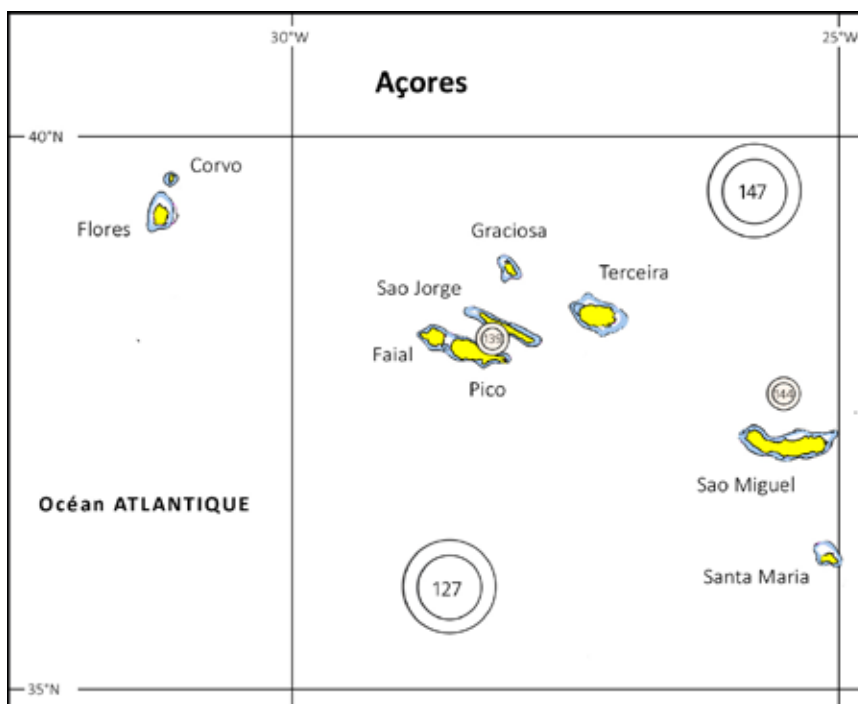 30°W
25°W
Açores
40°N
Corvo
147
Flores
Graciosa
Terceira
Sao Jorge
139
Faial
Pico
144
Sao Miguel
Océan ATLANTIQUE
Santa Maria
127
35°N